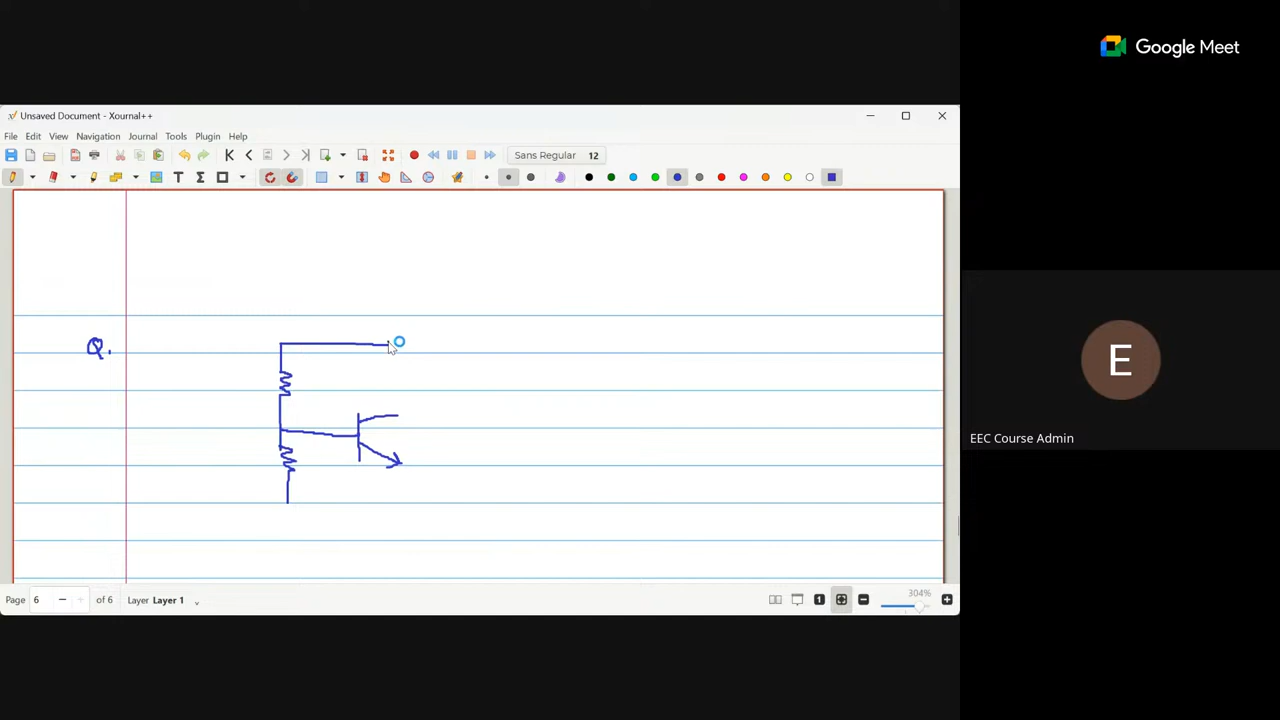 Google Meet
Unsaved Document - Xournal++
File Edit View Navigation Journal Tools Plugin Help
Sans Regular 12
Q.
E
EEC Course Admin
Page 6 of 6 Layer Layer 1
304%